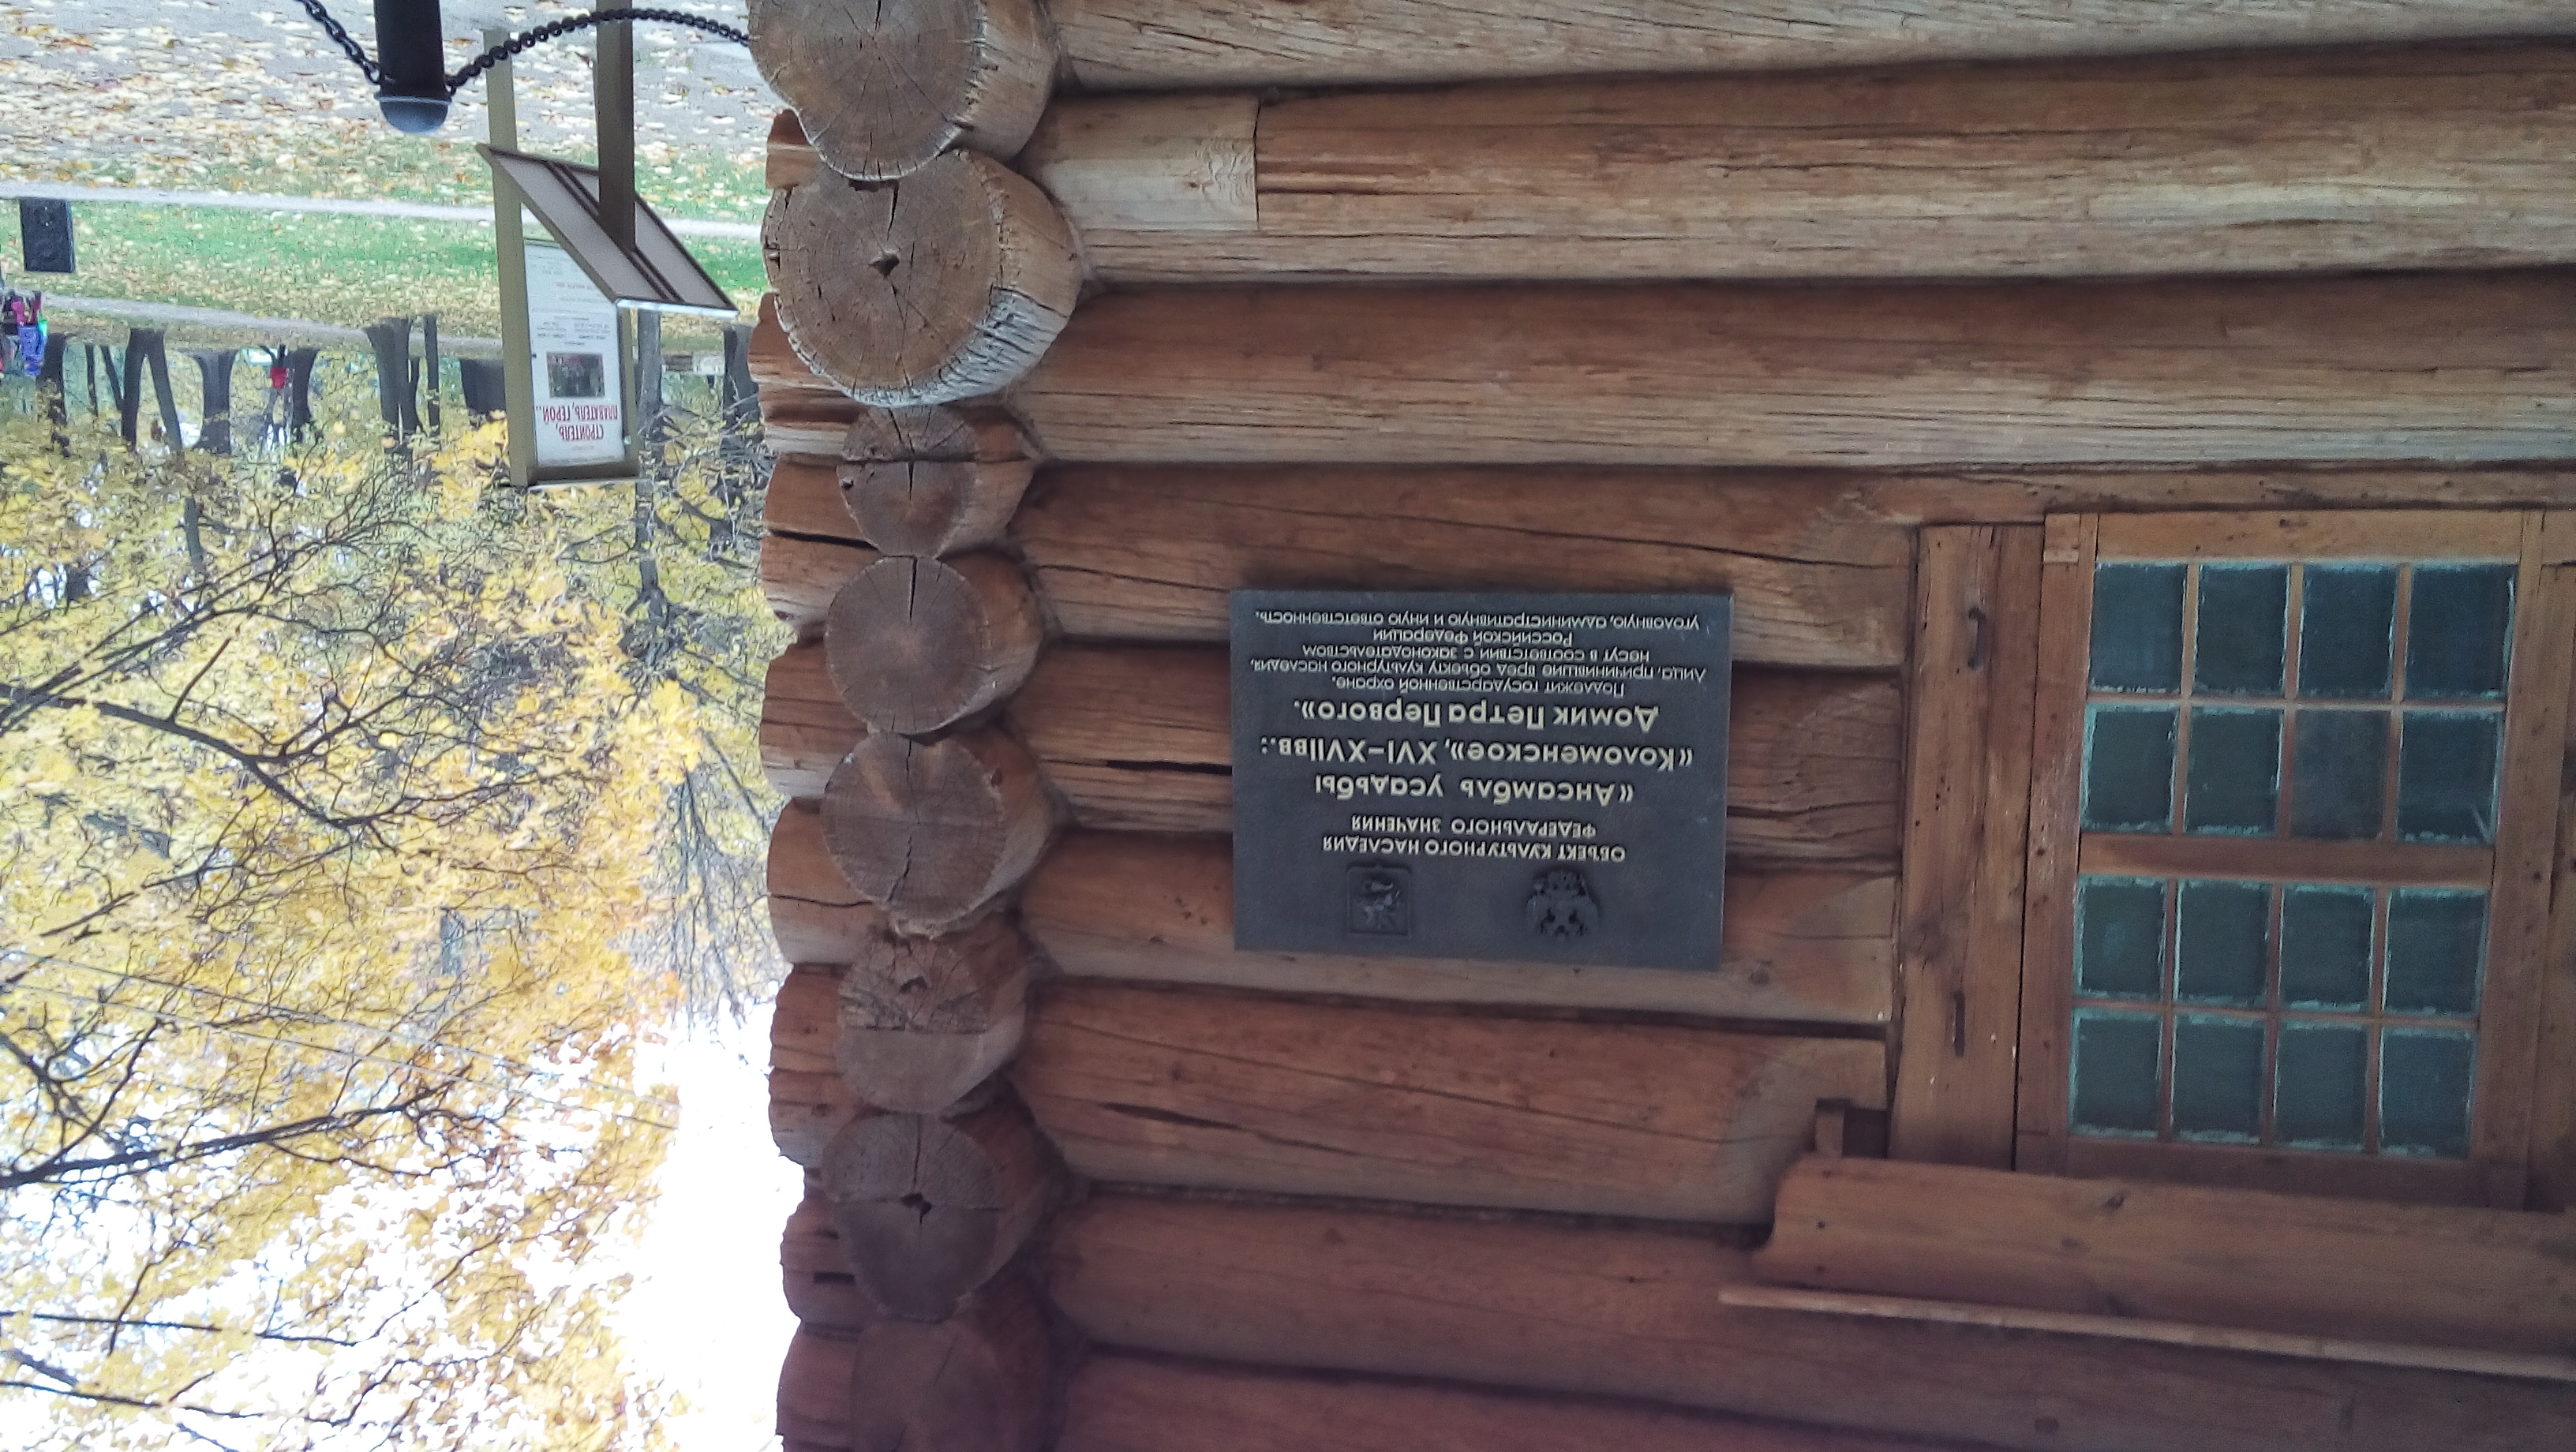 ОБЪЕКТ КУЛЬТУРНОГО НАСЛЕДИЯ
ФЕДЕРАЛЬНОГО ЗНАЧЕНИЯ
«Ансамбль усадьбы
«Коломенское», XVI–XVIIвв.:
Домик Петра Первого».
Подлежит государственной охране.
Лица, причинившие вред объекту культурного наследия,
несут в соответствии с законодательством
Российской Федерации
уголовную, административную и иную ответственность.
СТРОИТЕЛЬ,
ПЛАВАТЕЛЬ, ГЕРОЙ...